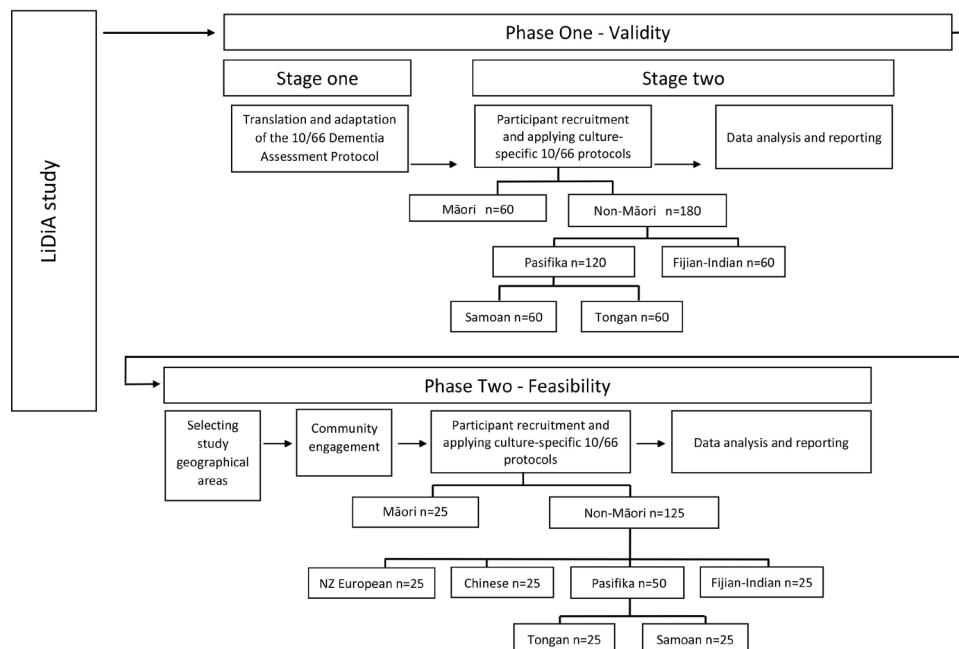 LiDiA study
Phase One - Validity
Stage one
Stage two
Translation and adaptation
of the 10/66 Dementia
Assessment Protocol
Participant recruitment
and applying culture-
specific 10/66 protocols
Data analysis and reporting
Māori n=60
Non-Māori n=180
Pasifika n=120
Fijian-Indian n=60
Samoan n=60
Tongan n=60
Phase Two - Feasibility
Selecting
study
geographical
areas
Community
engagement
Participant recruitment and
applying culture-specific 10/66
protocols
Data analysis and reporting
Māori n=25
Non-Māori n=125
NZ European n=25
Chinese n=25
Pasifika n=50
Fijian-Indian n=25
Tongan n=25
Samoan n=25